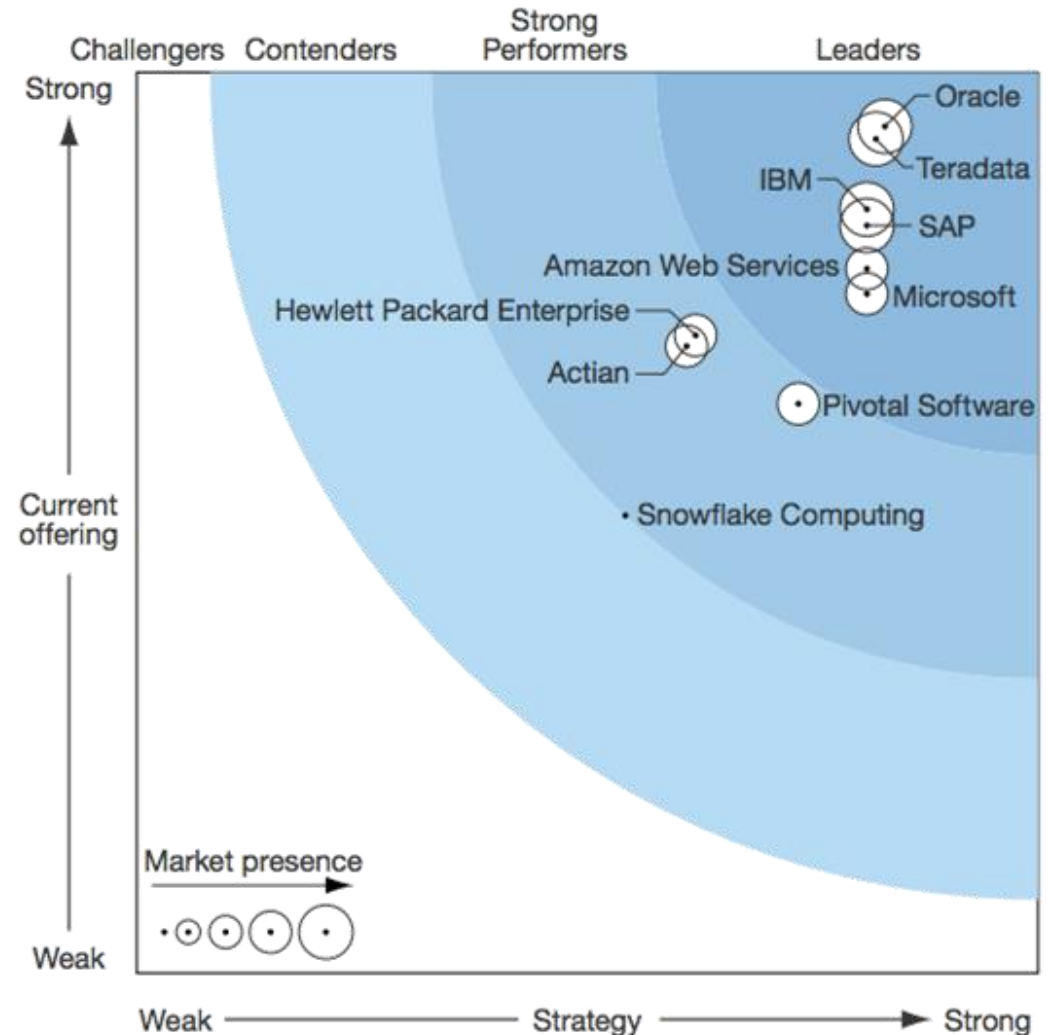 Strong
Challengers Contenders Performers Leaders
Strong
Oracle
Teradata
IBM
SAP
Amazon Web Services
Microsoft
Hewlett Packard Enterprise
Actian
Pivotal Software
Current
offering
Snowflake Computing
Market presence
Weak
Weak Strategy Strong